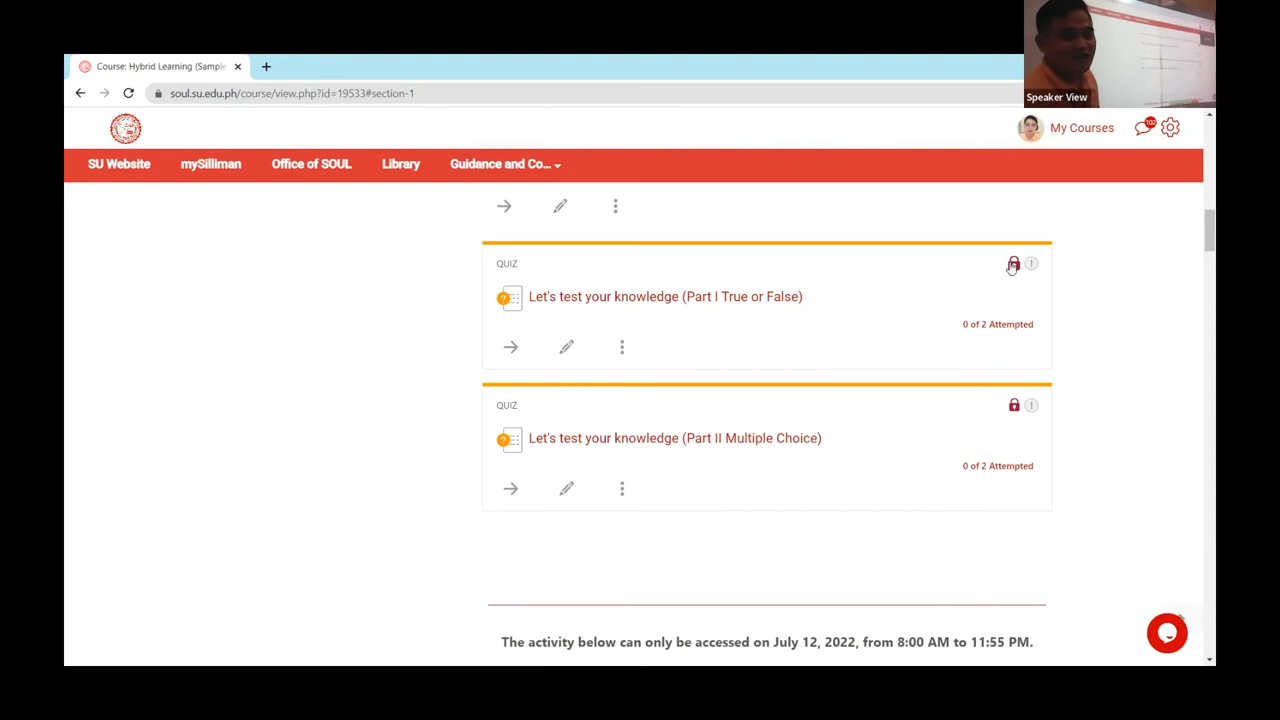 Course: Hybrid Learning (Sample
soul.su.edu.ph/course/view.php?id=19533#section-1
Speaker View
My Courses
102
SU Website
mySilliman
Office of SOUL
Library
Guidance and Co...
QUIZ
Let's test your knowledge (Part I True or False)
0 of 2 Attempted
QUIZ
Let's test your knowledge (Part II Multiple Choice)
0 of 2 Attempted
The activity below can only be accessed on July 12, 2022, from 8:00 AM to 11:55 PM.